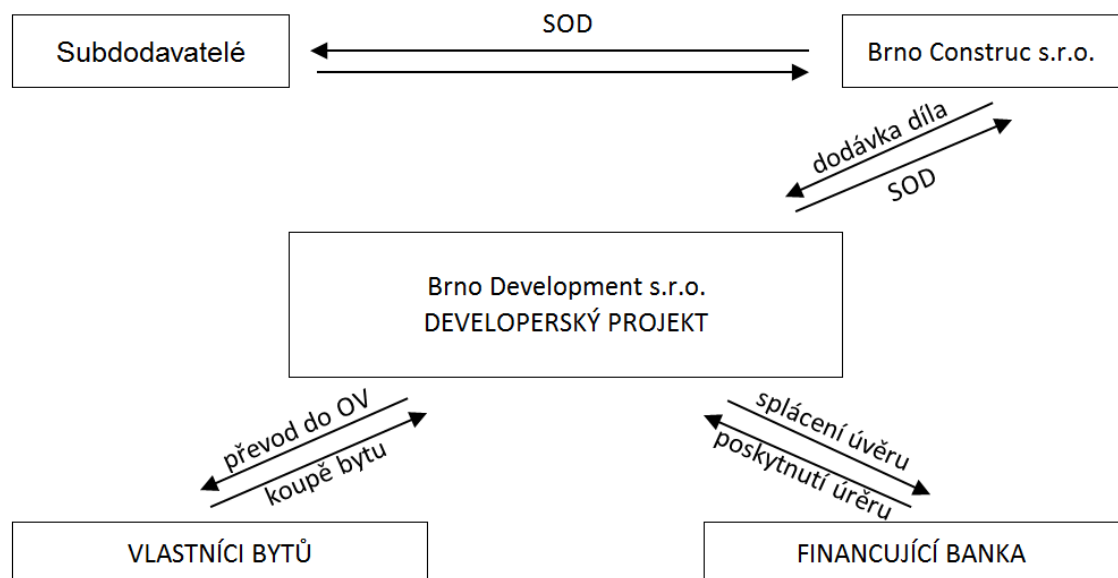 SOD
Subdodavatelé
Brno Construc s.r.o.
dodávka díla
SOD
Brno Development s.r.o.
DEVELOPERSKÝ PROJEKT
převod do OV
koupě bytu
splácení úvěru
poskytnutí úrěru
VLASTNÍCI BYTŮ
FINANCUJÍCÍ BANKA